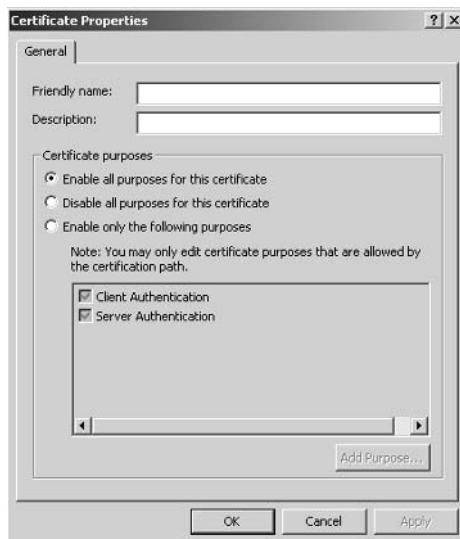 Certificate Properties
General
Friendly name:
Description:
Certificate purposes
Enable all purposes for this certificate
Disable all purposes for this certificate
Enable only the following purposes
Note: You may only edit certificate purposes that are allowed by
the certification path.
Client Authentication
Server Authentication
Add Purpose...
OK Cancel Apply